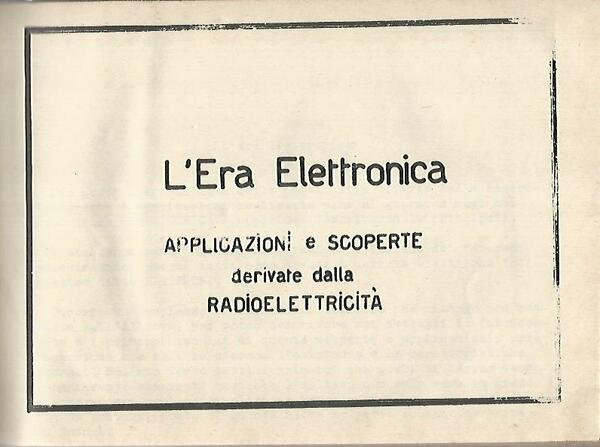 L'Era Elettronica
APPLICAZIONI e SCOPERTE
derivate dalla
RADIOELETTRICITÀ